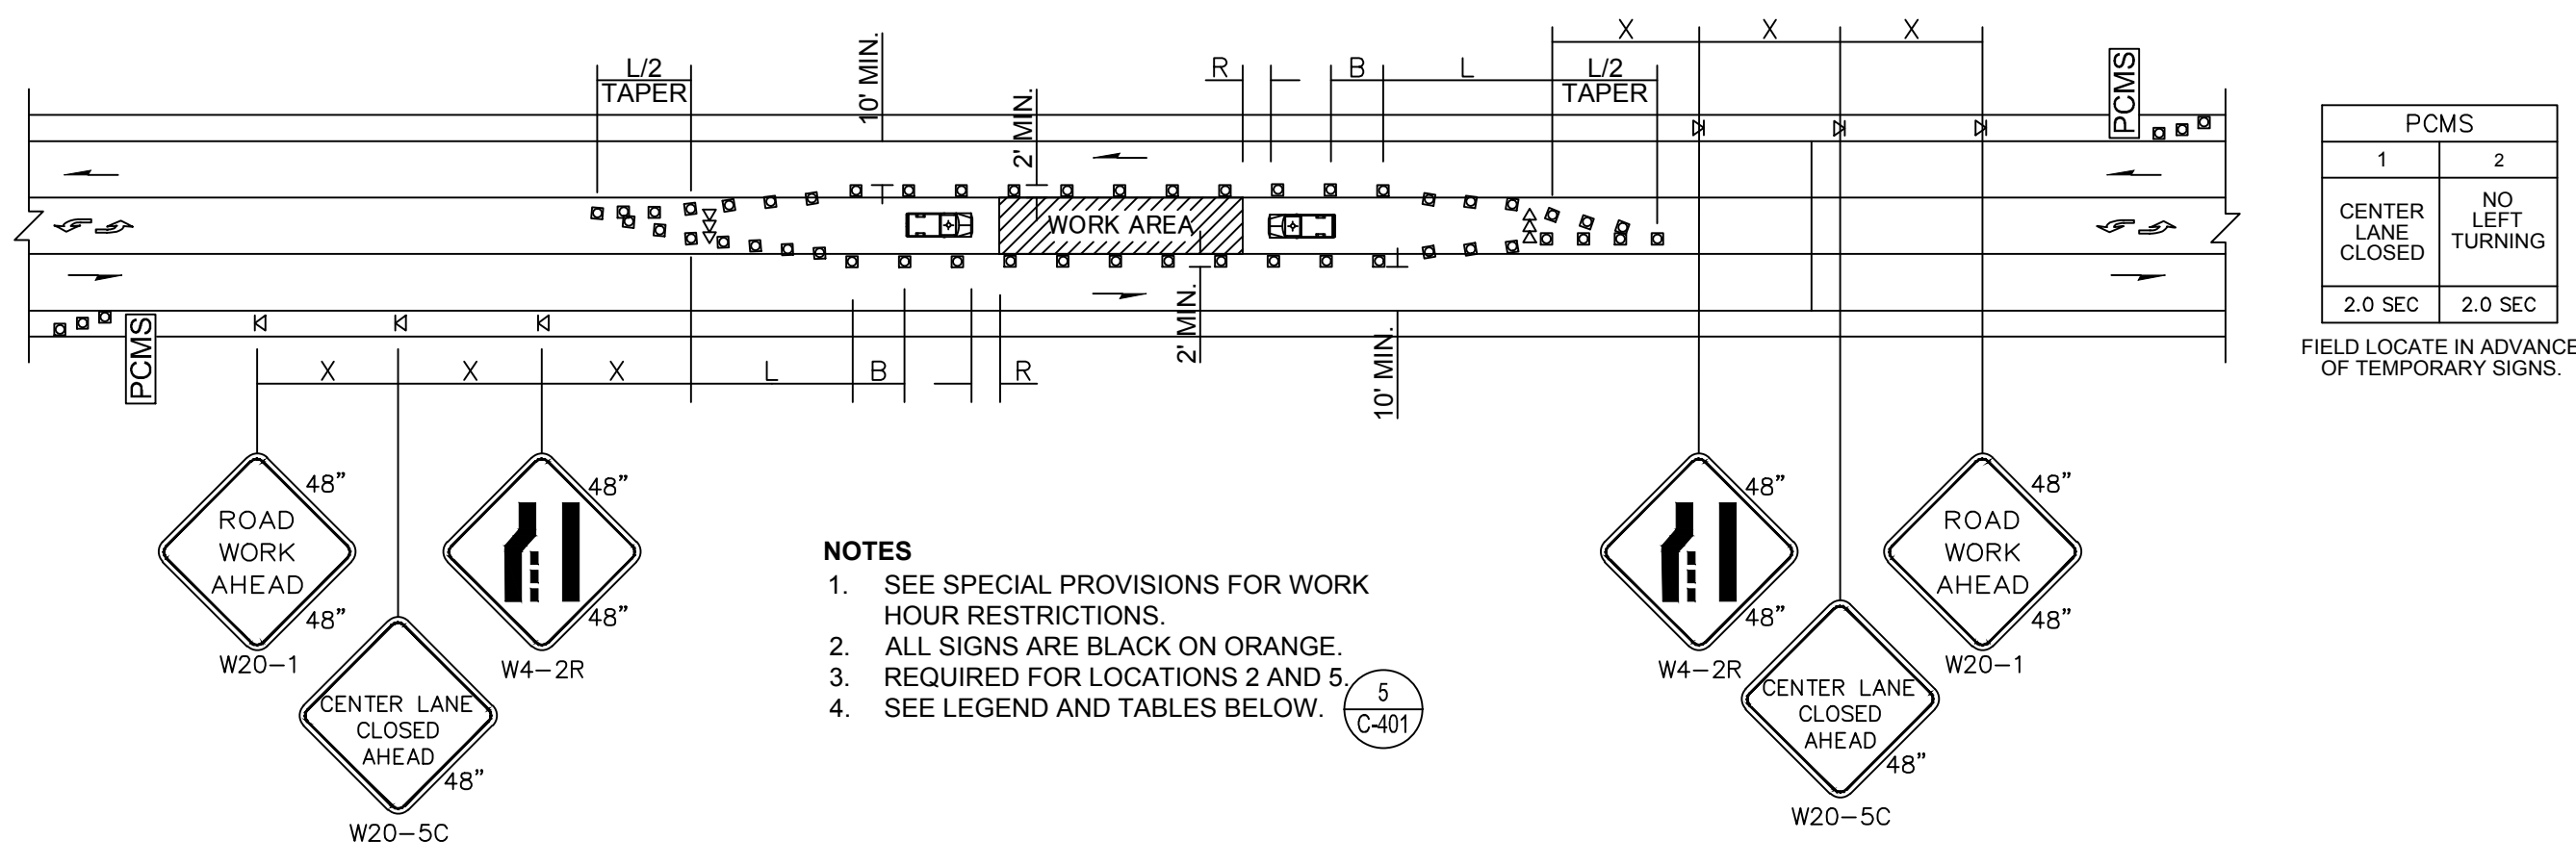 X X X
L/2
TAPER
10' MIN.
2' MIN.
R B L
L/2
TAPER
PCMS
WORK AREA
PCMS
X X X L B R
2' MIN.
10' MIN.
PCMS
1 2
CENTER
LANE
CLOSED
NO
LEFT
TURNING
2.0 SEC 2.0 SEC
FIELD LOCATE IN ADVANCE
OF TEMPORARY SIGNS.
ROAD
WORK
AHEAD
48"
48"
W20-1
CENTER LANE
CLOSED
AHEAD
48"
W20-5C
48"
48"
W4-2R
NOTES
1. SEE SPECIAL PROVISIONS FOR WORK
HOUR RESTRICTIONS.
2. ALL SIGNS ARE BLACK ON ORANGE.
3. REQUIRED FOR LOCATIONS 2 AND 5.
4. SEE LEGEND AND TABLES BELOW.
5
C-401
48"
48"
W4-2R
CENTER LANE
CLOSED
AHEAD
48"
W20-5C
ROAD
WORK
AHEAD
48"
48"
W20-1